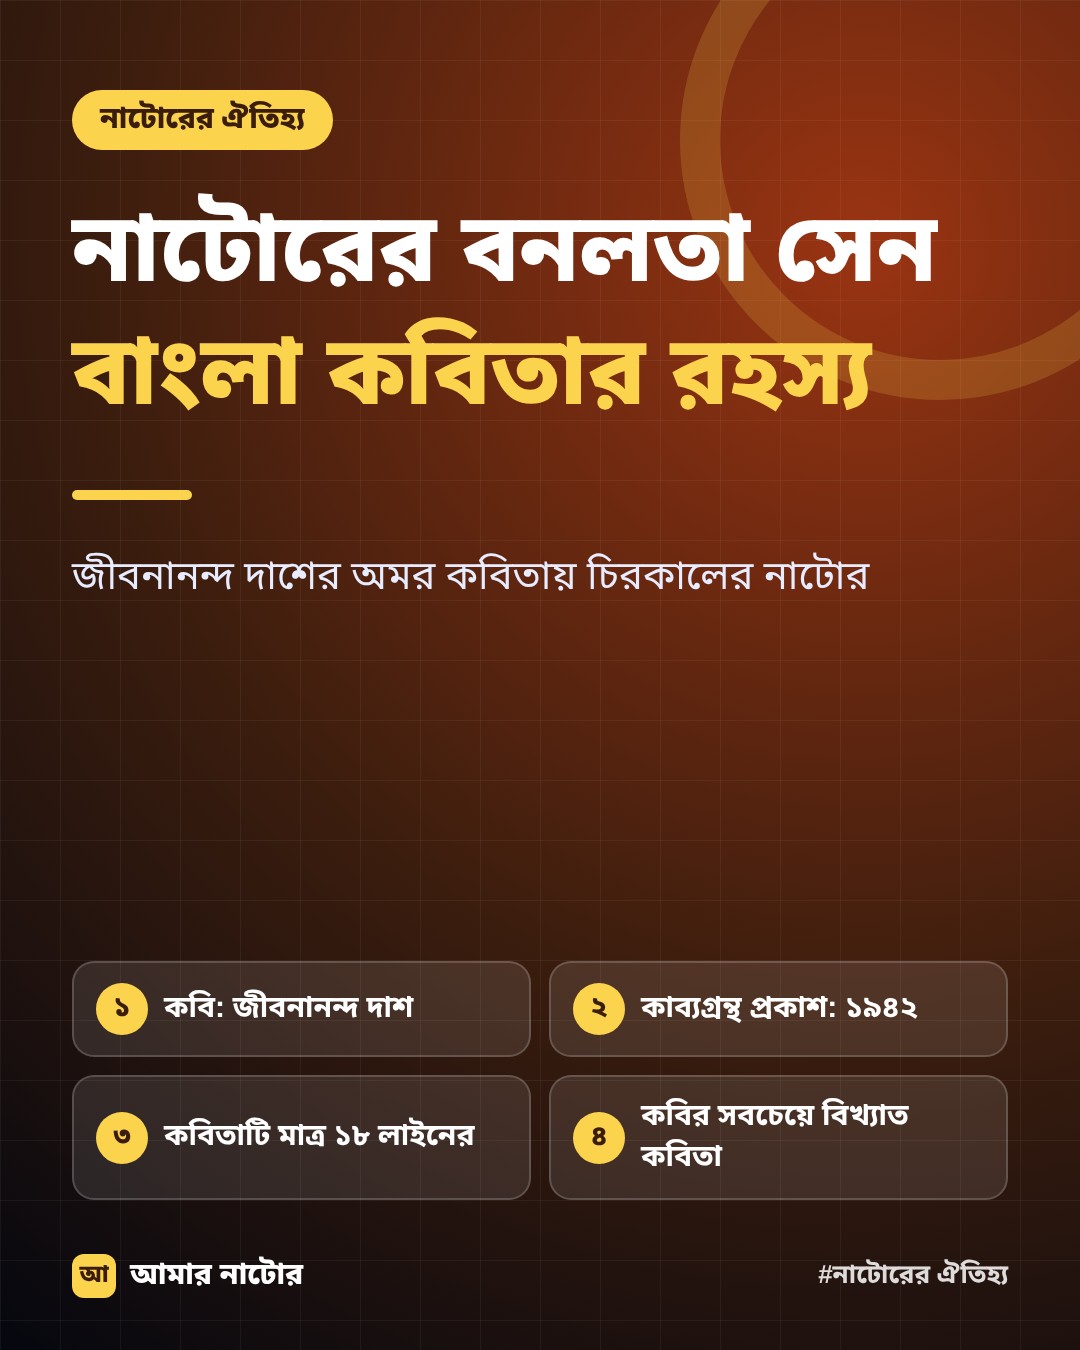 নাটোরের ঐতিহ্য
নাটোরের বনলতা সেন
বাংলা কবিতার রহস্য
জীবনানন্দ দাশের অমর কবিতায় চিরকালের নাটোর
১ কবি: জীবনানন্দ দাশ
২ কাব্যগ্রন্থ প্রকাশ: ১৯৪২
৩ কবিতাটি মাত্র ১৮ লাইনের
৪ কবির সবচেয়ে বিখ্যাত
কবিতা
আ আমার নাটোর
#নাটোরের ঐতিহ্য